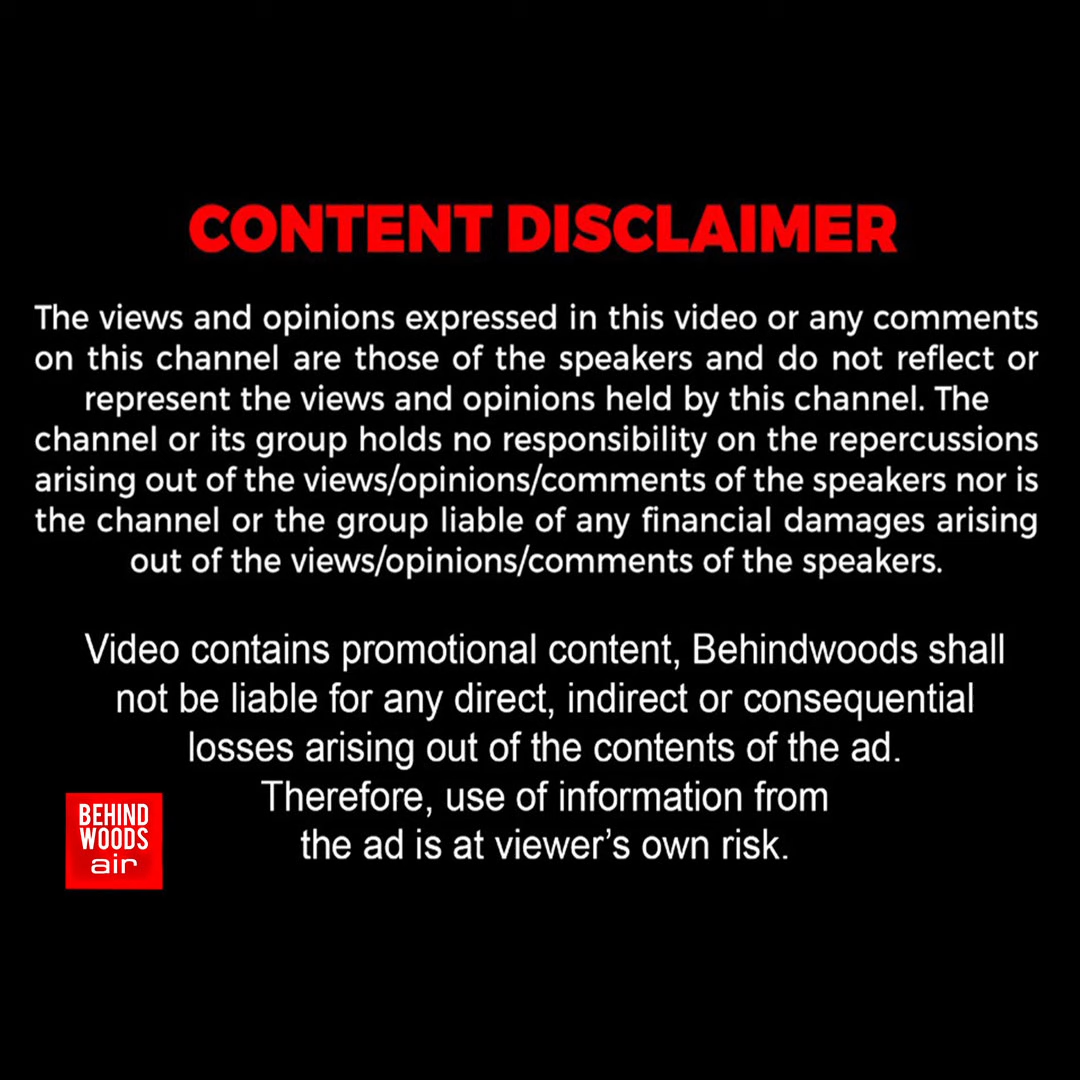 CONTENT DISCLAIMER
The views and opinions expressed in this video or any comments
on this channel are those of the speakers and do not reflect or
represent the views and opinions held by this channel. The
channel or its group holds no responsibility on the repercussions
arising out of the views/opinions/comments of the speakers nor is
the channel or the group liable of any financial damages arising
out of the views/opinions/comments of the speakers.
Video contains promotional content, Behindwoods shall
not be liable for any direct, indirect or consequential
losses arising out of the contents of the ad.
Therefore, use of information from
the ad is at viewer’s own risk.
BEHIND
WOODS
air